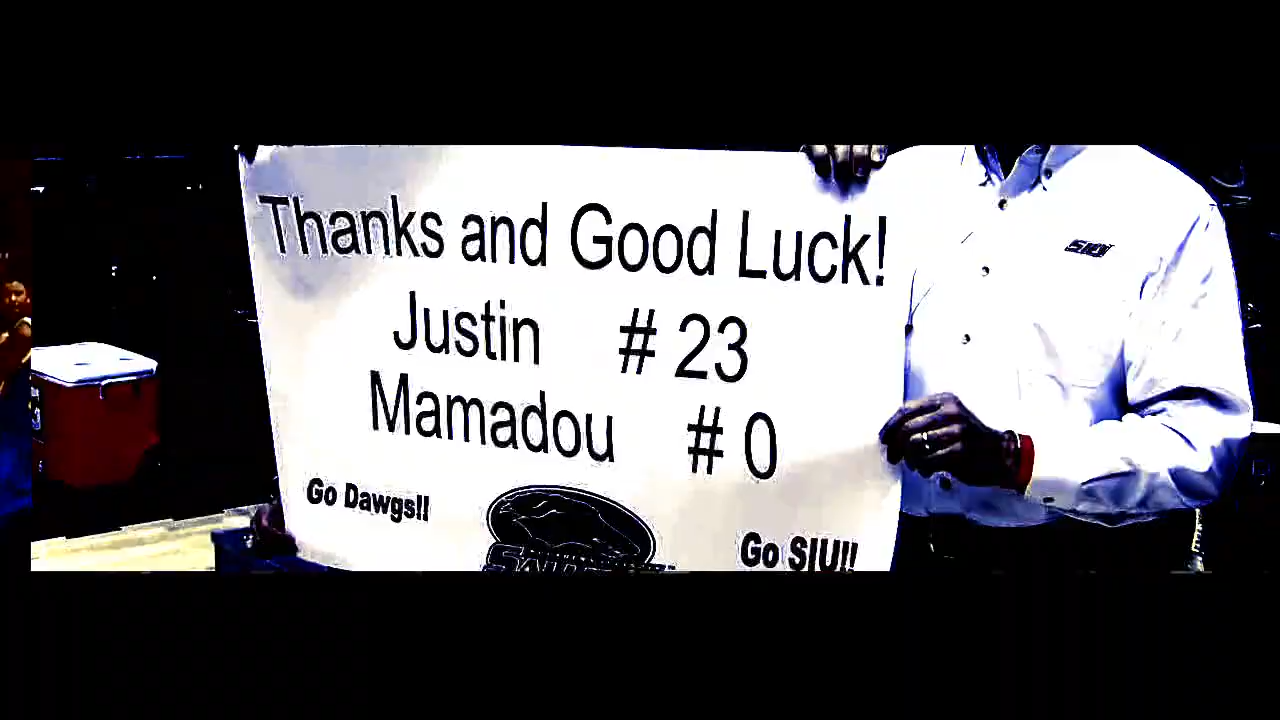 Thanks and Good Luck!
Justin # 23
Mamadou # 0
Go Dawgs!!
Go SIU!!
SIU